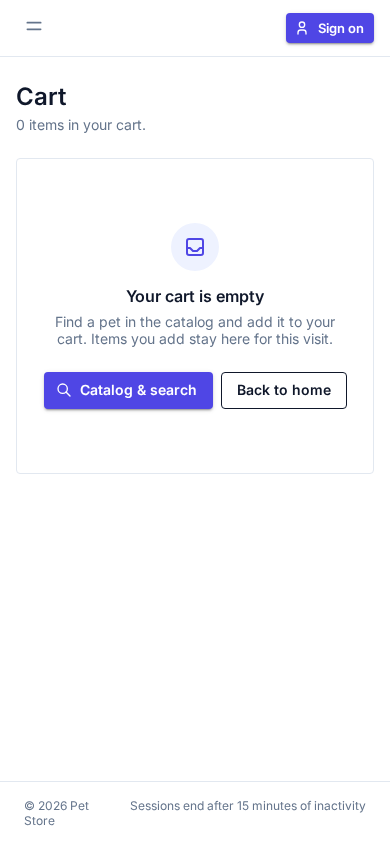 Sign on
Cart
0 items in your cart.
Your cart is empty
Find a pet in the catalog and add it to your
cart. Items you add stay here for this visit.
Catalog & search
Back to home
© 2026 Pet
Store
Sessions end after 15 minutes of inactivity